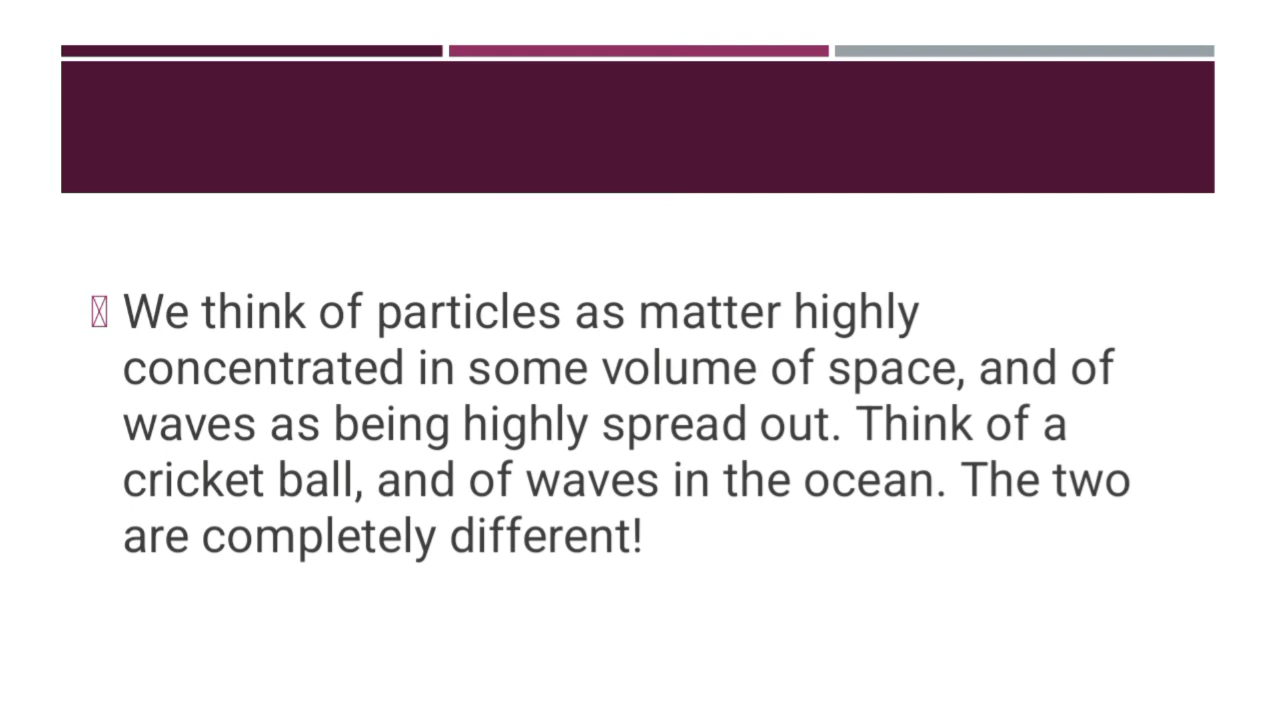 We think of particles as matter highly
concentrated in some volume of space, and of
waves as being highly spread out. Think of a
cricket ball, and of waves in the ocean. The two
are completely different!